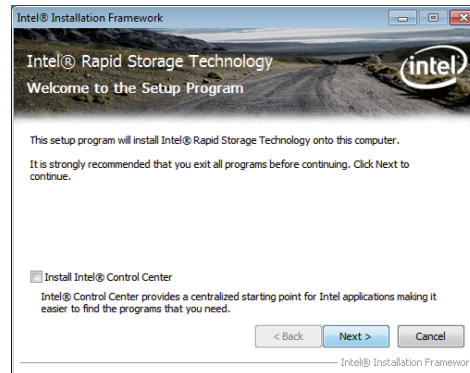 Intel® Installation Framework
Intel® Rapid Storage Technology
Welcome to the Setup Program
intel
This setup program will install Intel® Rapid Storage Technology onto this computer.
It is strongly recommended that you exit all programs before continuing. Click Next to
continue.
Install Intel® Control Center
Intel® Control Center provides a centralized starting point for Intel applications making it
easier to find the programs that you need.
< Back Next > Cancel
Intel® Installation Framework